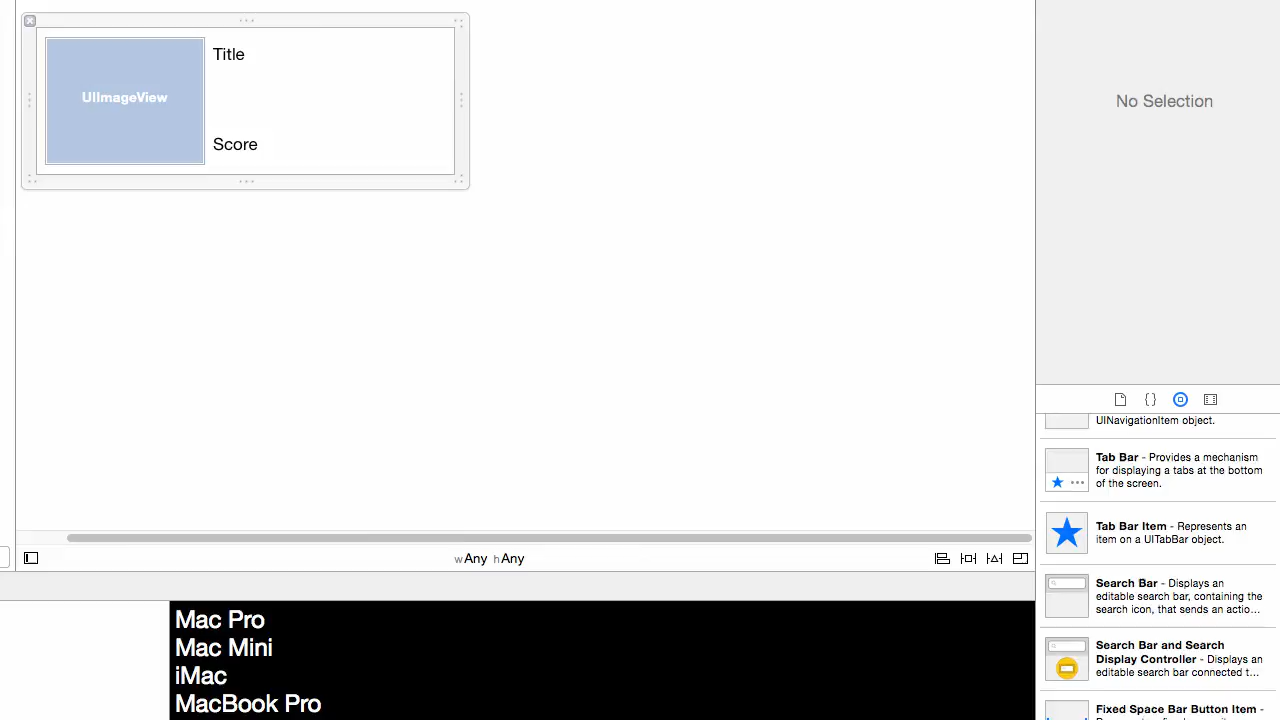 Title
UIImageView
Score
No Selection
{}
UINavigationItem object.
Tab Bar - Provides a mechanism
for displaying a tabs at the bottom
of the screen.
Tab Bar Item - Represents an
item on a UITabBar object.
Search Bar - Displays an
editable search bar, containing the
search icon, that sends an actio...
Search Bar and Search
Display Controller - Displays an
editable search bar connected t...
Fixed Space Bar Button Item -
wAny hAny
Mac Pro
Mac Mini
iMac
MacBook Pro